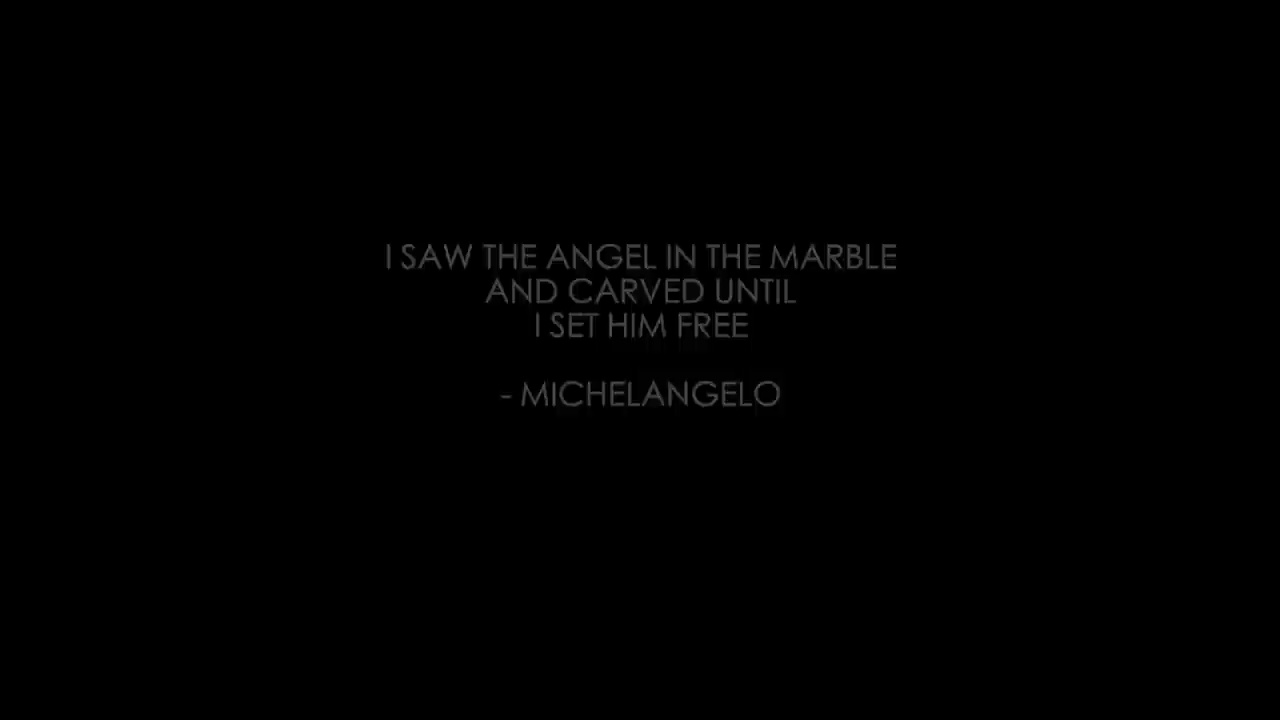 I SAW THE ANGEL IN THE MARBLE
AND CARVED UNTIL
I SET HIM FREE
- MICHELANGELO